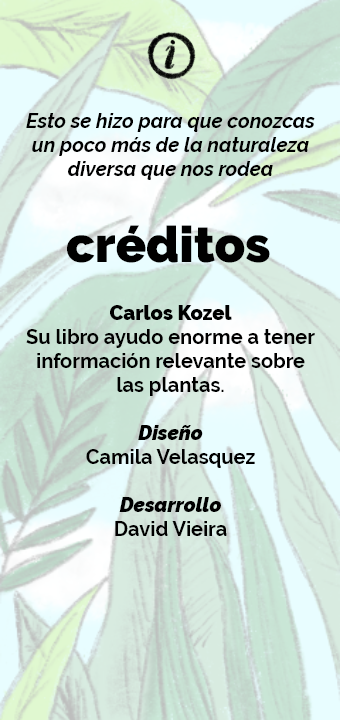 i
Esto se hizo para que conozcas
un poco más de la naturaleza
diversa que nos rodea
créditos
Carlos Kozel
Su libro ayudo enorme a tener
información relevante sobre
las plantas.
Diseño
Camila Velasquez
Desarrollo
David Vieira